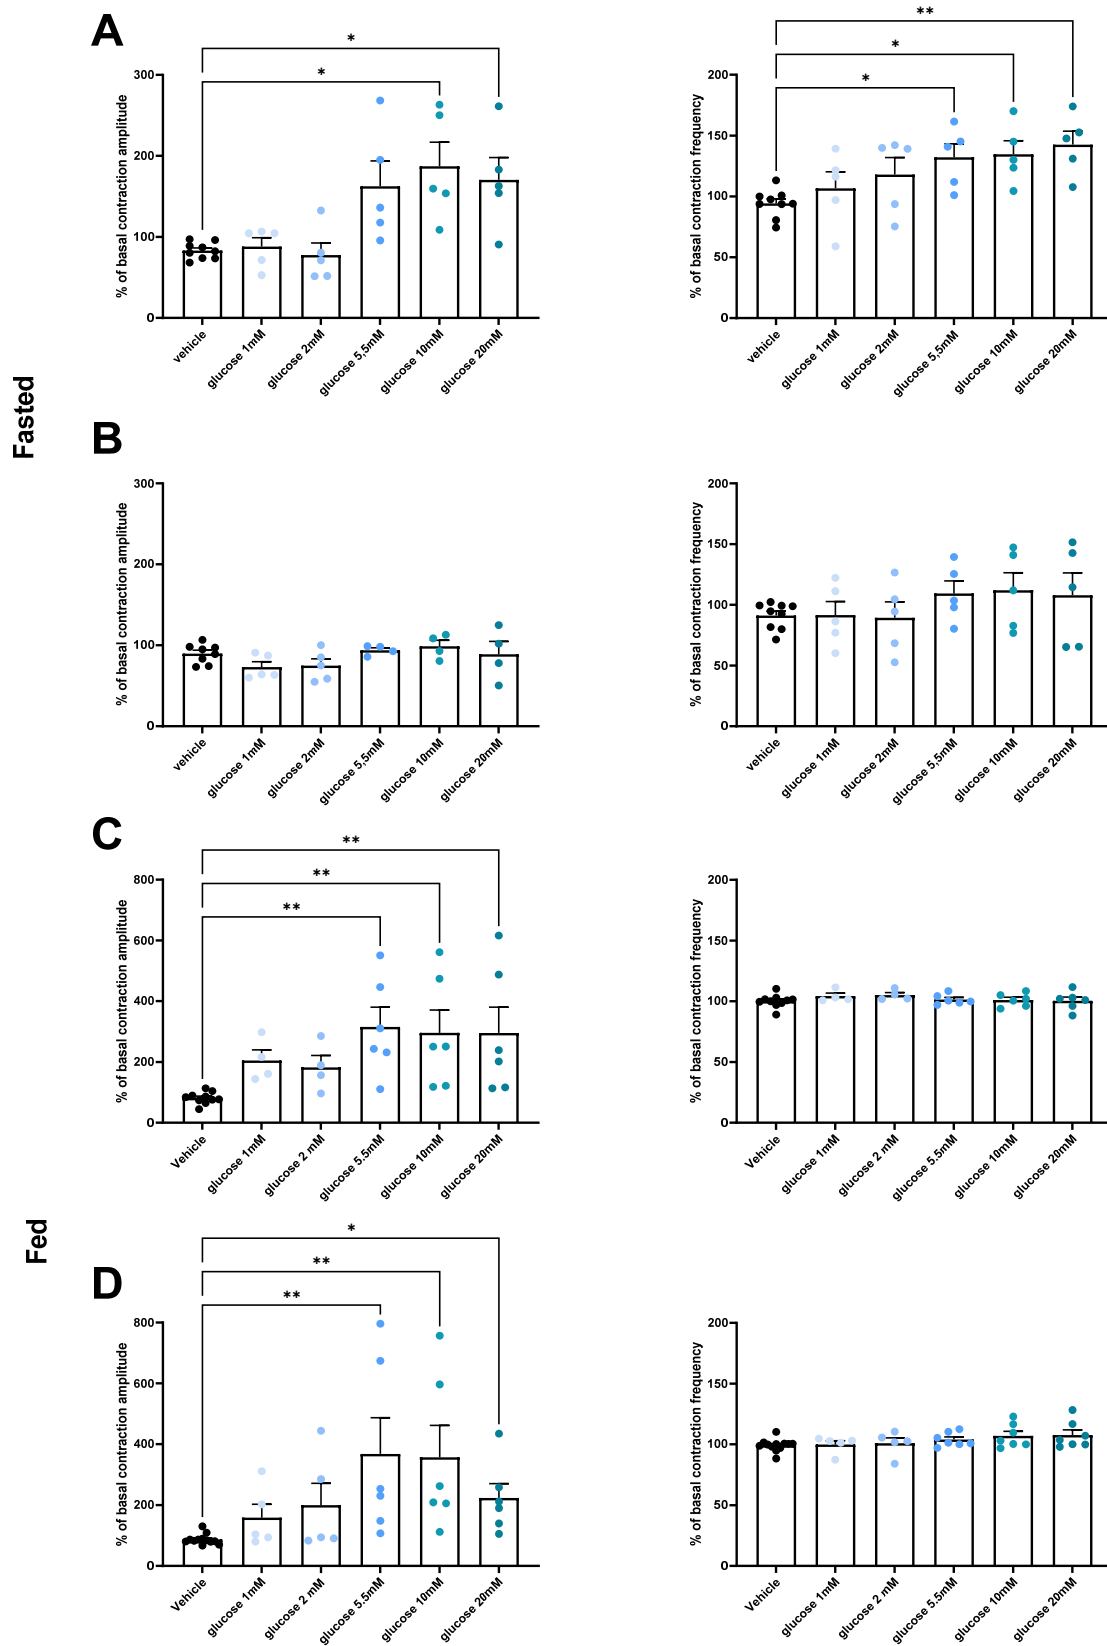 A
*
*
300
200
100
0
% of basal contraction amplitude
vehicle
glucose 1mM
glucose 2mM
glucose 5,5mM
glucose 10mM
glucose 20mM
**
*
*
200
150
100
50
0
% of basal contraction frequency
vehicle
glucose 1mM
glucose 2mM
glucose 5,5mM
glucose 10mM
glucose 20mM
Fasted
B
300
200
100
0
% of basal contraction amplitude
vehicle
glucose 1mM
glucose 2mM
glucose 5,5mM
glucose 10mM
glucose 20mM
200
150
100
50
0
% of basal contraction frequency
vehicle
glucose 1mM
glucose 2mM
glucose 5,5mM
glucose 10mM
glucose 20mM
C
**
**
**
800
600
400
200
0
% of basal contraction amplitude
Vehicle
glucose 1mM
glucose 2 mM
glucose 5.5mM
glucose 10mM
glucose 20mM
200
150
100
50
0
% of basal contraction frequency
Vehicle
glucose 1mM
glucose 2 mM
glucose 5.5mM
glucose 10mM
glucose 20mM
Fed
D
*
**
**
800
600
400
200
0
% of basal contraction amplitude
Vehicle
glucose 1mM
glucose 2 mM
glucose 5.5mM
glucose 10mM
glucose 20mM
200
150
100
50
0
% of basal contraction frequency
Vehicle
glucose 1mM
glucose 2 mM
glucose 5.5mM
glucose 10mM
glucose 20mM